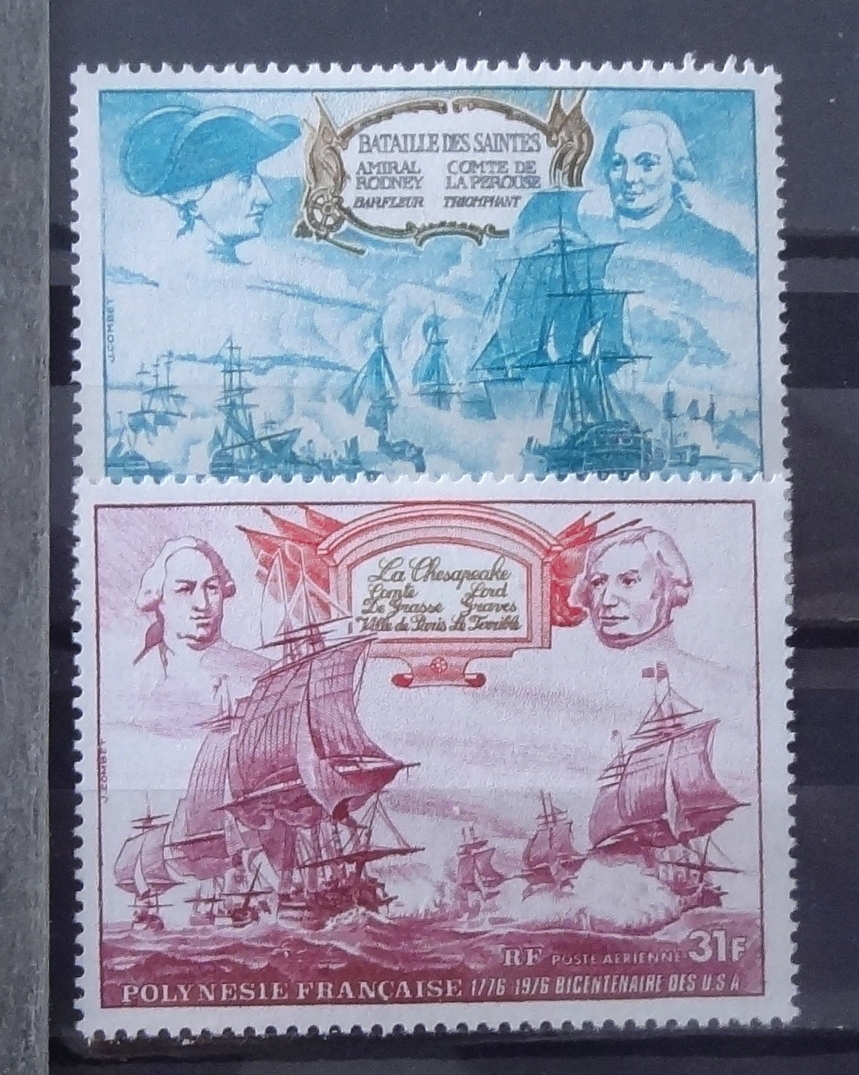 BATAILLE DES SAINTES
AMIRAL COMTE DE
RODNEY LA PEROUSE
BARFLEUR TRIOMPHANT
J.COMBET
La Chesapeake
Comte Lord
De Grasse Graves
Ville de Paris Le Terrible
J.COMBET
RF POSTE AERIENNE 31F
POLYNESIE FRANÇAISE 1776 1976 BICENTENAIRE DES U.S A